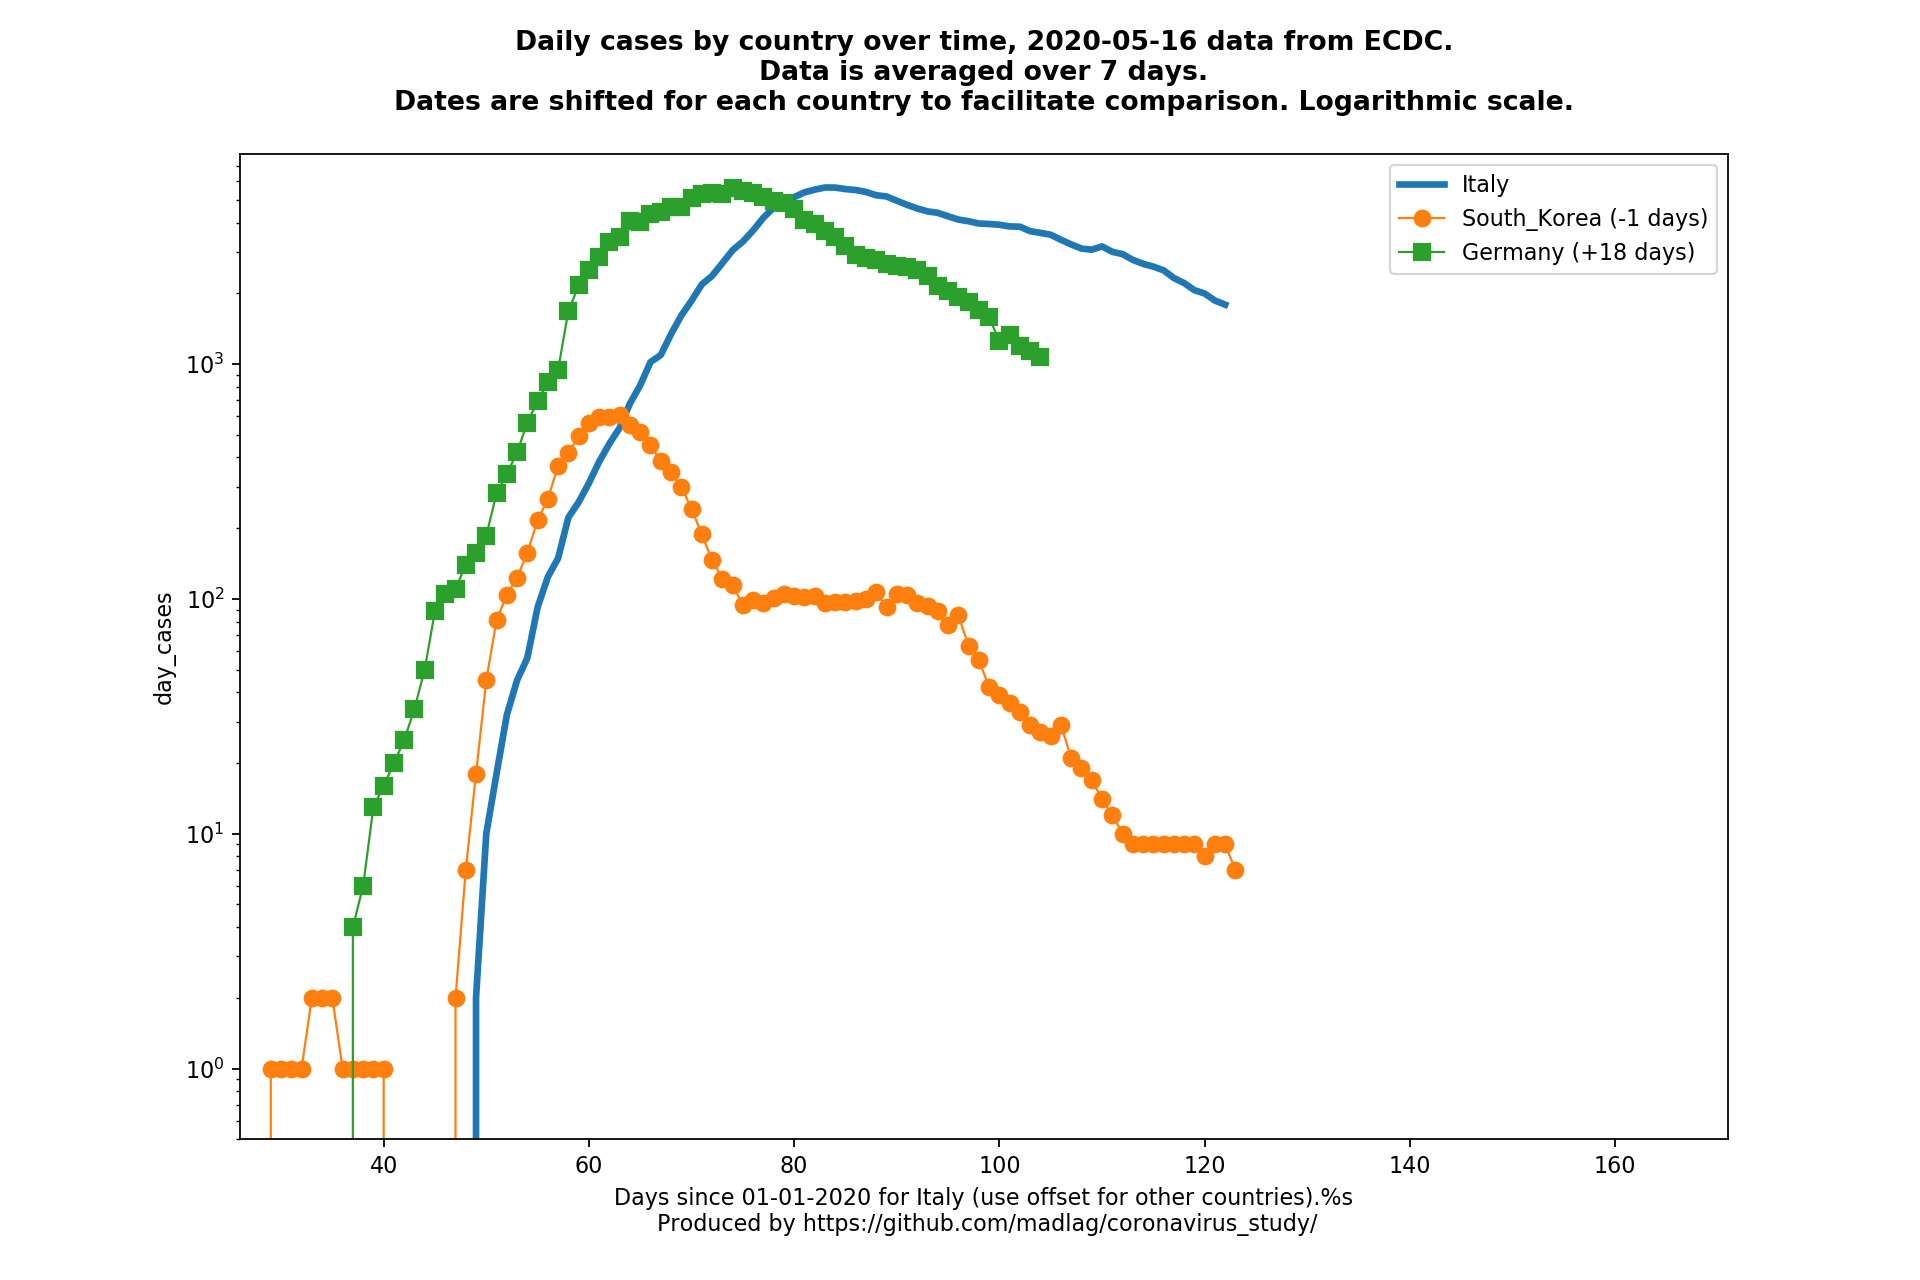 Daily cases by country over time, 2020-05-16 data from ECDC.
Data is averaged over 7 days.
Dates are shifted for each country to facilitate comparison. Logarithmic scale.
Italy
South_Korea (-1 days)
Germany (+18 days)
10³
10²
10¹
10⁰
day_cases
40 60 80 100 120 140 160
Days since 01-01-2020 for Italy (use offset for other countries).%s
Produced by https://github.com/madlag/coronavirus_study/